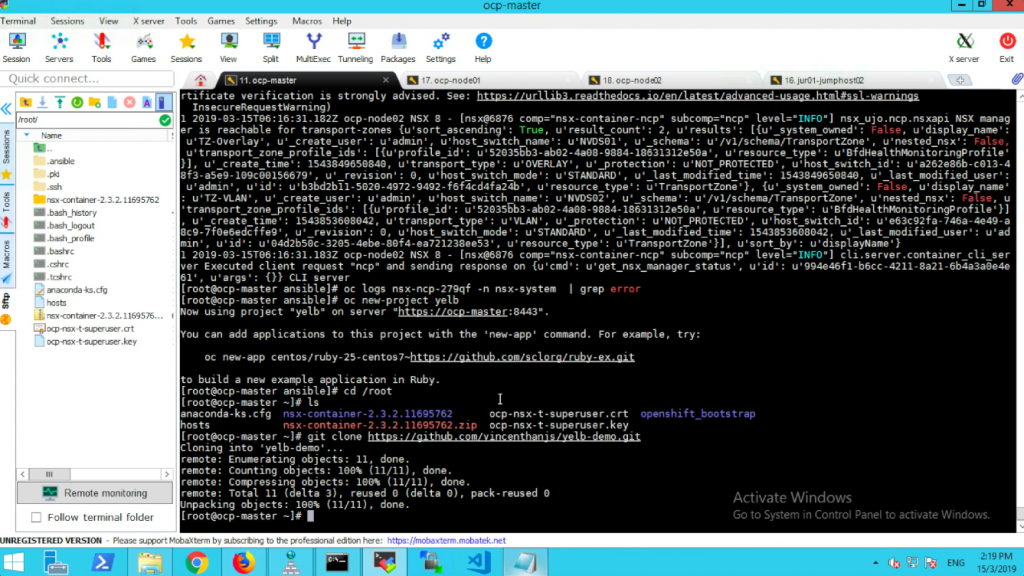 ocp-master
Terminal Sessions View X server Tools Games Settings Macros Help
Session Servers Tools Games Sessions View Split MultiExec Tunneling Packages Settings Help X server Exit
Quick connect...
11. ocp-master
17. ocp-node01
18. ocp-node02
16. jur01-jumphost02
/root/
Name
..
.ansible
.pki
.ssh
nsx-container-2.3.2.11695762
.bash_history
.bash_logout
.bash_profile
.bashrc
.cshrc
.tcshrc
anaconda-ks.cfg
hosts
nsx-container-2.3.2.1169576...
ocp-nsx-t-superuser.crt
ocp-nsx-t-superuser.key
Sessions
Tools
Macros
Sftp
Remote monitoring
Follow terminal folder
rtificate verification is strongly advised. See: https://urllib3.readthedocs.io/en/latest/advanced-usage.html#ssl-warnings
InsecureRequestWarning)
1 2019-03-15T06:16:31.182Z ocp-node02 NSX 8 - [nsx@6876 comp="nsx-container-ncp" subcomp="ncp" level="INFO"] nsx_ujo.ncp.nsxapi NSX manag
er is reachable for transport-zones {u'sort_ascending': True, u'result_count': 2, u'results': [{u'_system_owned': False, u'display_name':
u'TZ-Overlay', u'_create_user': u'admin', u'host_switch_name': u'NVDS01', u'_schema': u'/v1/schema/TransportZone', u'nested_nsx': False,
u'transport_zone_profile_ids': [{u'profile_id': u'52035bb3-ab02-4a08-9884-18631312e50a', u'resource_type': u'BfdHealthMonitoringProfile'
}], u'_create_time': 1543849650840, u'transport_type': u'OVERLAY', u'_protection': u'NOT_PROTECTED', u'host_switch_id': u'a262e86b-c013-4
8f3-a5e9-109c00156679', u'_revision': 0, u'host_switch_mode': u'STANDARD', u'_last_modified_time': 1543849650840, u'_last_modified_user':
u'admin', u'id': u'b3bd2b11-5020-4972-9492-f6f4cd4fa24b', u'resource_type': u'TransportZone'}, {u'_system_owned': False, u'display_name'
: u'TZ-VLAN', u'_create_user': u'admin', u'host_switch_name': u'NVDS02', u'_schema': u'/v1/schema/TransportZone', u'nested_nsx': False, u
'transport_zone_profile_ids': [{u'profile_id': u'52035bb3-ab02-4a08-9884-18631312e50a', u'resource_type': u'BfdHealthMonitoringProfile'}]
, u'_create_time': 1543853608042, u'transport_type': u'VLAN', u'_protection': u'NOT_PROTECTED', u'host_switch_id': u'e63c92fa-746a-4e49-a
8c9-7f0e6edcffe9', u'_revision': 0, u'host_switch_mode': u'STANDARD', u'_last_modified_time': 1543853608042, u'_last_modified_user': u'ad
min', u'id': u'04d2b50c-3205-4ebe-80f4-ea721238ee53', u'resource_type': u'TransportZone'}], u'sort_by': u'displayName'}
1 2019-03-15T06:16:31.182Z ocp-node02 NSX 8 - [nsx@6876 comp="nsx-container-ncp" subcomp="ncp" level="INFO"] cli.server.container_cli_ser
ver Executed client request "ncp" and sending response on {u'cmd': u'get_nsx_manager_status', u'id': u'994e46f1-b6cc-4211-8a21-6b4a3a0e4e
61', u'args': {}} CLI server
[root@ocp-master ansible]# oc logs nsx-ncp-279qf -n nsx-system | grep error
[root@ocp-master ansible]# oc new-project yelb
Now using project "yelb" on server "https://ocp-master:8443".
You can add applications to this project with the 'new-app' command. For example, try:
oc new-app centos/ruby-25-centos7~https://github.com/sclorg/ruby-ex.git
to build a new example application in Ruby.
[root@ocp-master ansible]# cd /root
[root@ocp-master ~]# ls
anaconda-ks.cfg nsx-container-2.3.2.11695762 ocp-nsx-t-superuser.crt openshift_bootstrap
hosts nsx-container-2.3.2.11695762.zip ocp-nsx-t-superuser.key
[root@ocp-master ~]# git clone https://github.com/vincenthanjs/yelb-demo.git
Cloning into 'yelb-demo'...
remote: Enumerating objects: 11, done.
remote: Counting objects: 100% (11/11), done.
remote: Compressing objects: 100% (11/11), done.
remote: Total 11 (delta 3), reused 0 (delta 0), pack-reused 0
Unpacking objects: 100% (11/11), done.
[root@ocp-master ~]#
Activate Windows
Go to System in Control Panel to activate Windows.
UNREGISTERED VERSION - Please support MobaXterm by subscribing to the professional edition here: https://mobaxterm.mobatek.net
ENG
2:19 PM
15/3/2019